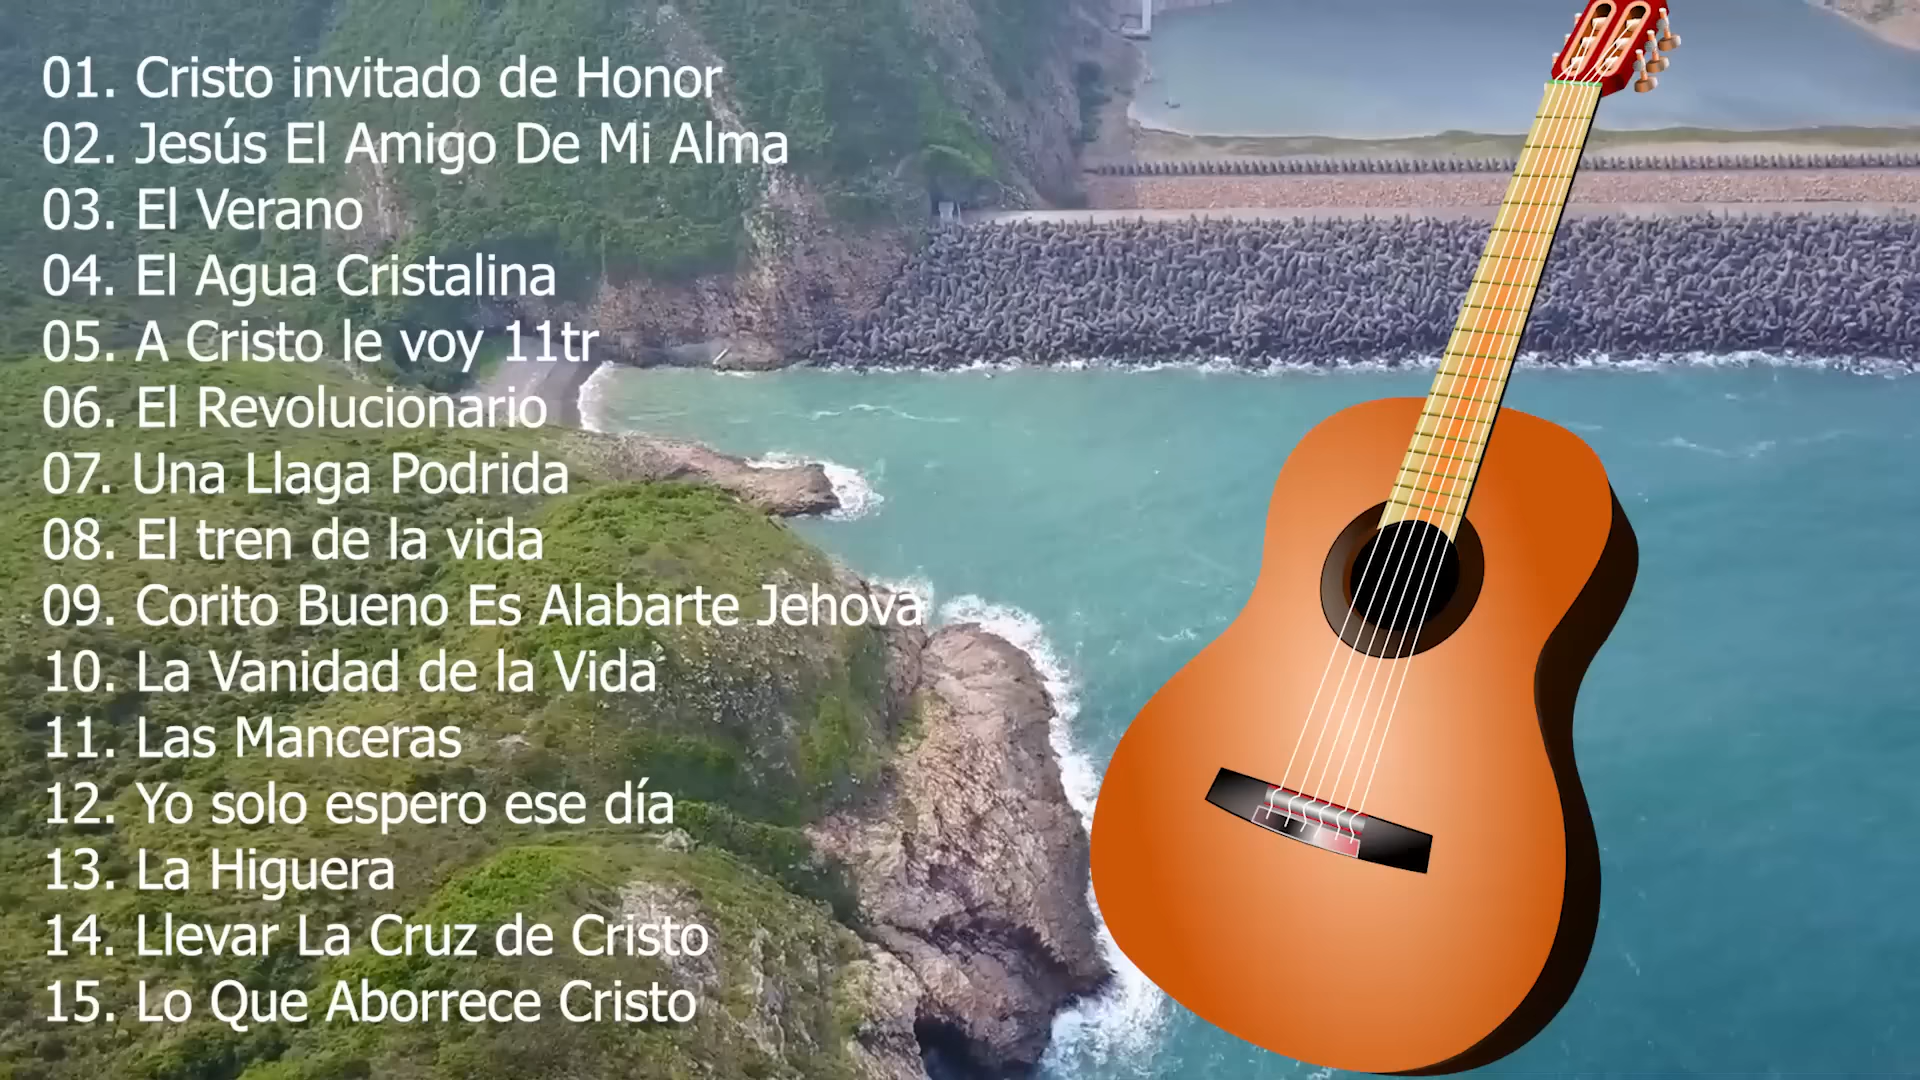 01. Cristo invitado de Honor
02. Jesús El Amigo De Mi Alma
03. El Verano
04. El Agua Cristalina
05. A Cristo le voy 11tr
06. El Revolucionario
07. Una Llaga Podrida
08. El tren de la vida
09. Corito Bueno Es Alabarte Jehova
10. La Vanidad de la Vida
11. Las Manceras
12. Yo solo espero ese día
13. La Higuera
14. Llevar La Cruz de Cristo
15. Lo Que Aborrece Cristo